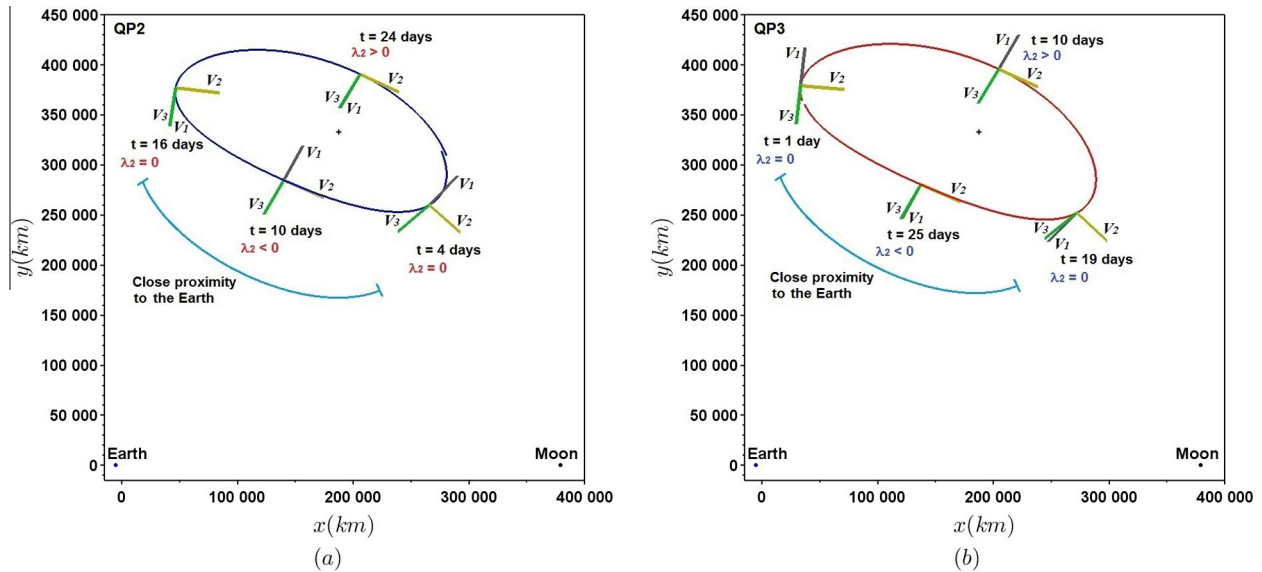 QP2
450 000
400 000
350 000
300 000
250 000
200 000
150 000
100 000
50 000
0
y(km)
t = 24 days
λ2 > 0
V2
V3
V1
V2
V3
V1
t = 16 days
λ2 = 0
V1
V2
V3
t = 10 days
λ2 < 0
V1
V3
V2
t = 4 days
λ2 = 0
Close proximity
to the Earth
Earth
Moon
0
100 000
200 000
300 000
400 000
x(km)
(a)
QP3
450 000
400 000
350 000
300 000
250 000
200 000
150 000
100 000
50 000
0
y(km)
V1
V2
V3
t = 1 day
λ2 = 0
V1
t = 10 days
λ2 > 0
V2
V3
V2
V3
V1
t = 25 days
λ2 < 0
V3
V1
V2
t = 19 days
λ2 = 0
Close proximity
to the Earth
Earth
Moon
0
100 000
200 000
300 000
400 000
x(km)
(b)